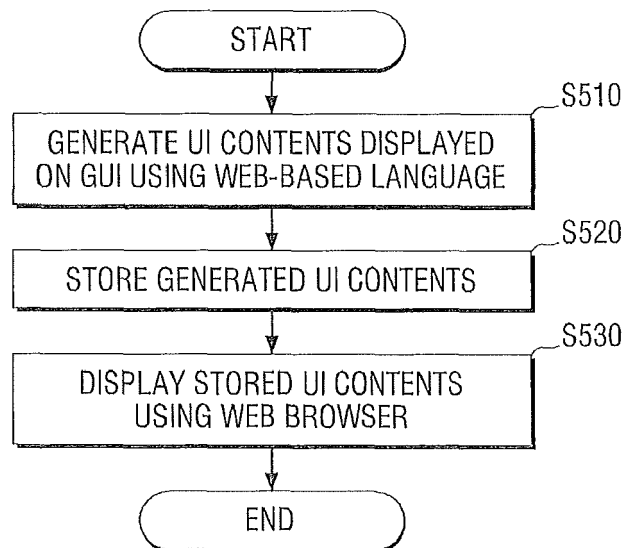 START
S510
GENERATE UI CONTENTS DISPLAYED
ON GUI USING WEB-BASED LANGUAGE
S520
STORE GENERATED UI CONTENTS
S530
DISPLAY STORED UI CONTENTS
USING WEB BROWSER
END